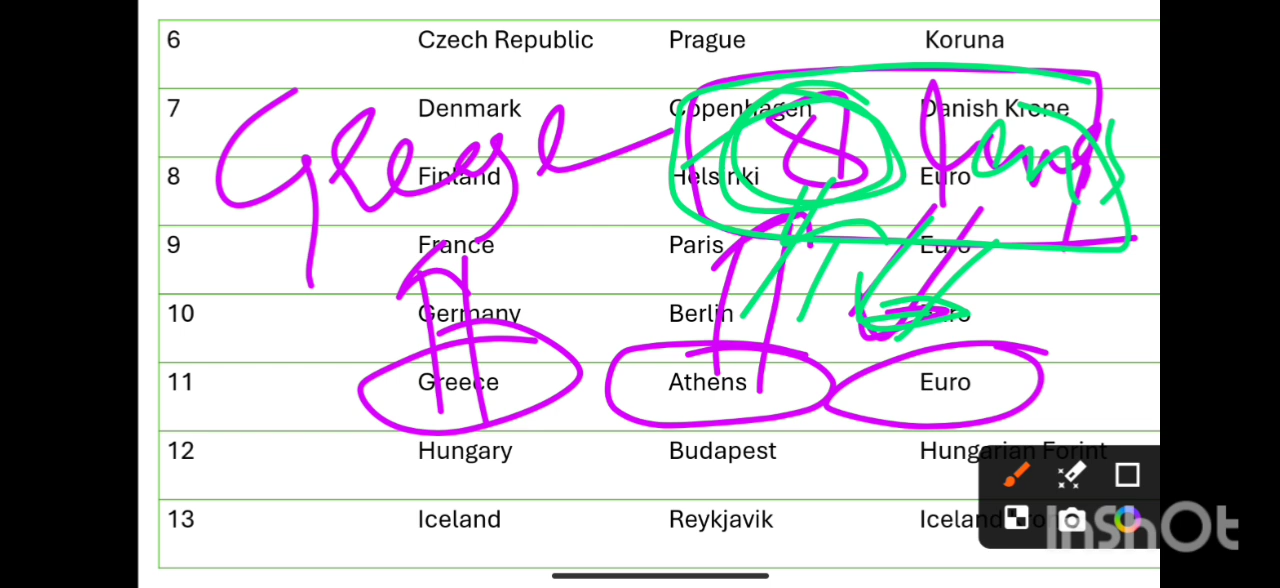 6 Czech Republic Prague Koruna
7 Denmark Copenhagen Danish Krone
8 Finland Helsinki Euro
9 France Paris Euro
10 Germany Berlin Euro
11 Greece Athens Euro
12 Hungary Budapest Hungarian Forint
13 Iceland Reykjavik Iceland
InShOt